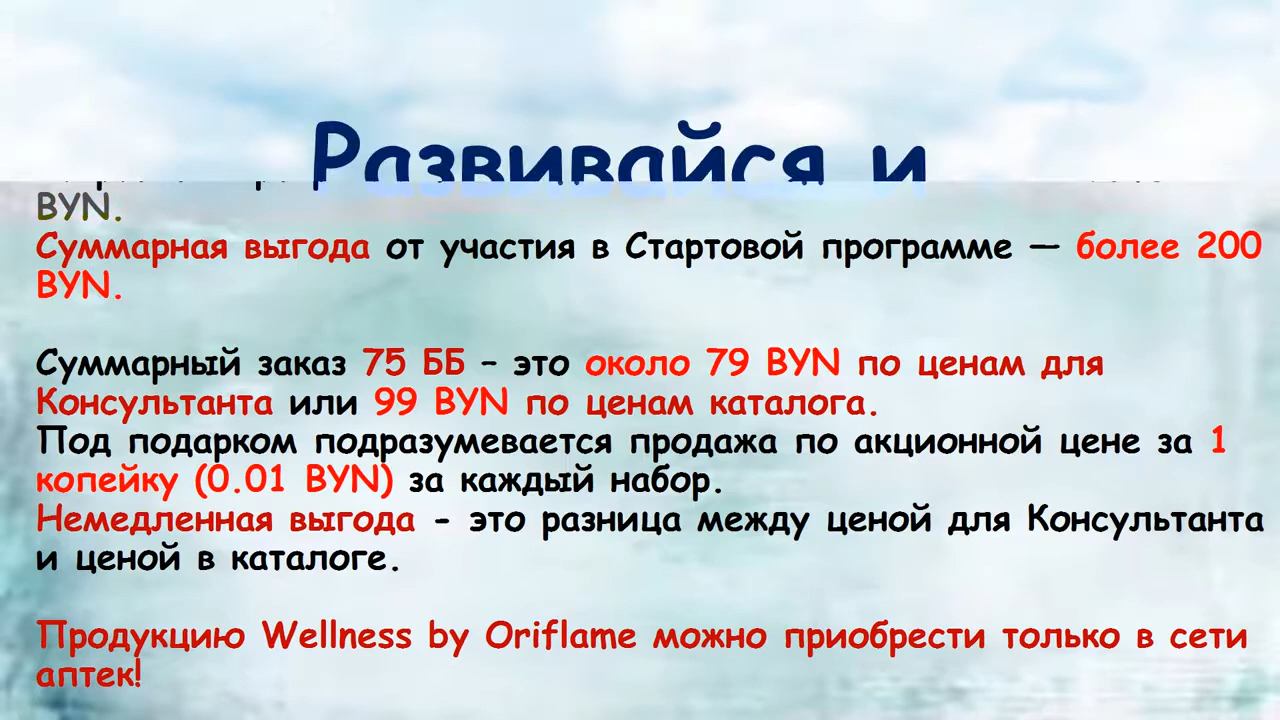 Развивайся и
BYN.
Суммарная выгода от участия в Стартовой программе — более 200
BYN.
Суммарный заказ 75 ББ – это около 79 BYN по ценам для
Консультанта или 99 BYN по ценам каталога.
Под подарком подразумевается продажа по акционной цене за 1
копейку (0.01 BYN) за каждый набор.
Немедленная выгода - это разница между ценой для Консультанта
и ценой в каталоге.
Продукцию Wellness by Oriflame можно приобрести только в сети
аптек!